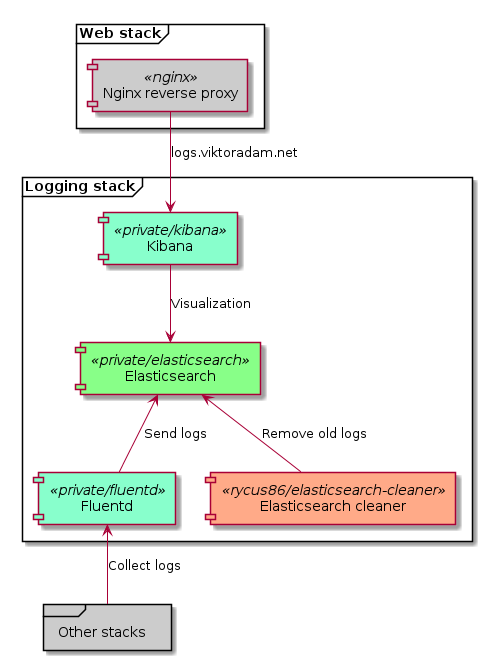 Web stack
«nginx»
Nginx reverse proxy
logs.viktoradam.net
Logging stack
«private/kibana»
Kibana
Visualization
«private/elasticsearch»
Elasticsearch
Send logs
Remove old logs
«private/fluentd»
Fluentd
«rycus86/elasticsearch-cleaner»
Elasticsearch cleaner
Collect logs
Other stacks